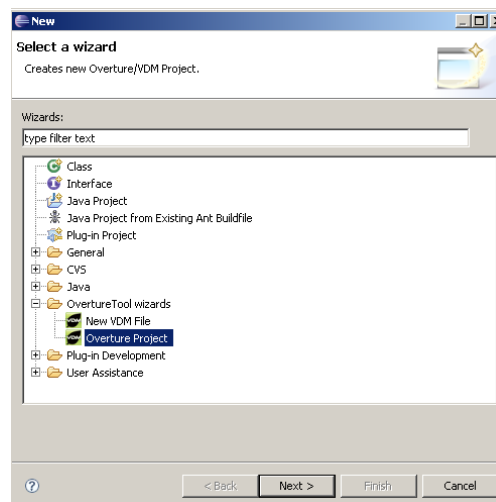 New
Select a wizard
Creates new Overture/VDM Project.
Wizards:
type filter text
Class
Interface
Java Project
Java Project from Existing Ant Buildfile
Plug-in Project
General
CVS
Java
OvertureTool wizards
New VDM File
Overture Project
Plug-in Development
User Assistance
< Back Next > Finish Cancel